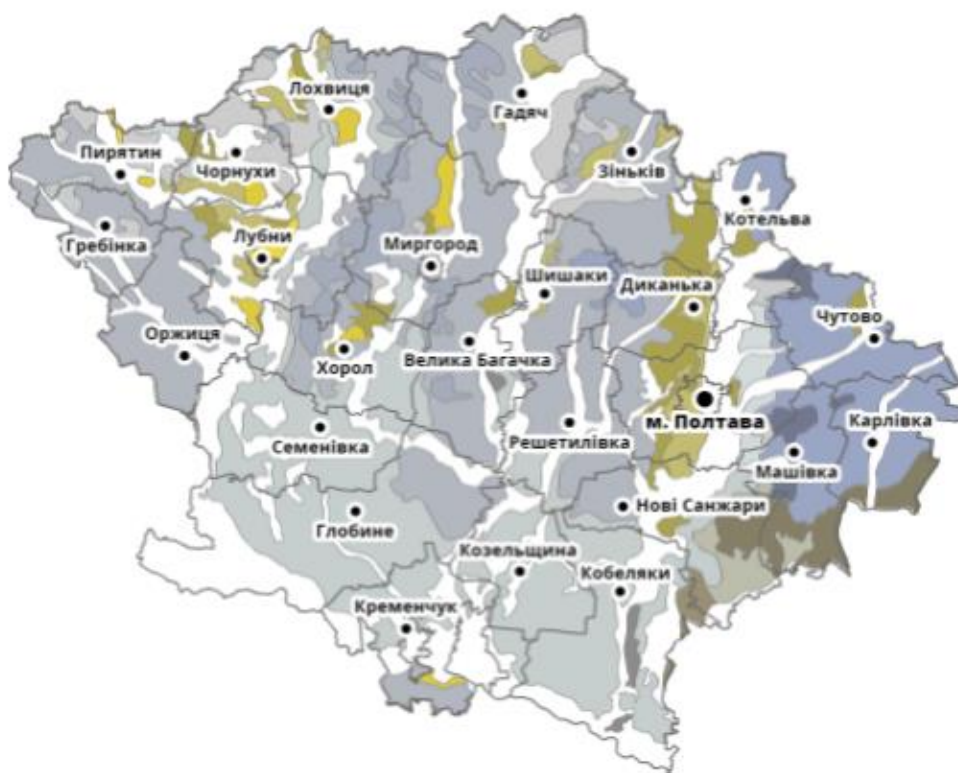 Лохвиця
Гадяч
Пирятин
Чорнухи
Зіньків
Котельва
Гребінка
Лубни
Миргород
Шишаки
Диканька
Чутово
Оржиця
Хорол
Велика Багачка
м. Полтава
Карлівка
Семенівка
Решетилівка
Машівка
Глобине
Нові Санжари
Козельщина
Кобеляки
Кременчук